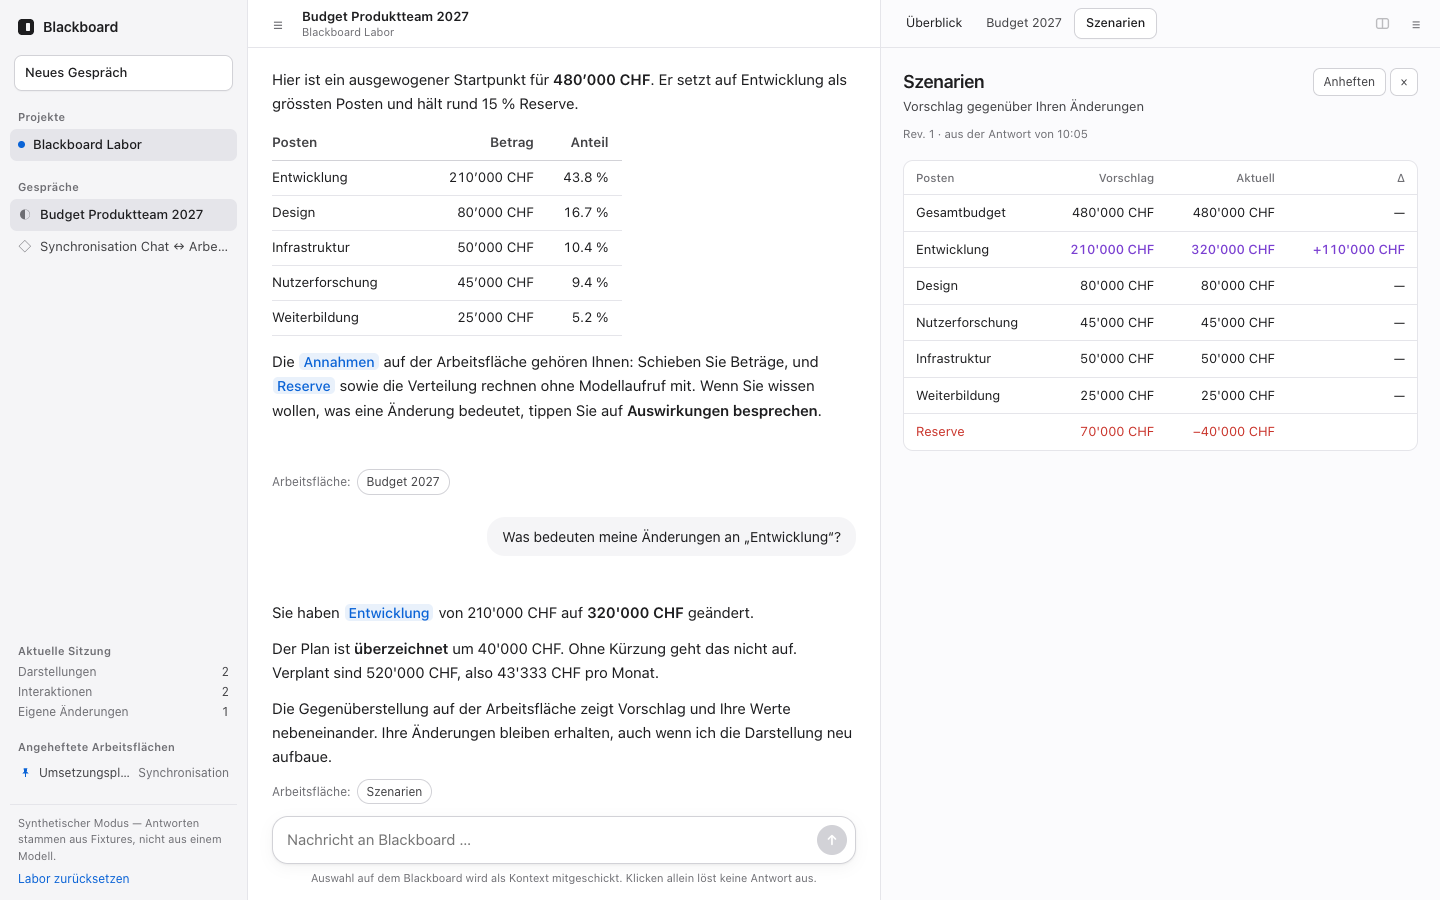 Blackboard
Neues Gespräch
Projekte
Blackboard Labor
Gespräche
Budget Produktteam 2027
Synchronisation Chat ↔ Arbe...
Aktuelle Sitzung
Darstellungen 2
Interaktionen 2
Eigene Änderungen 1
Angeheftete Arbeitsflächen
Umsetzungspl... Synchronisation
Synthetischer Modus — Antworten
stammen aus Fixtures, nicht aus einem
Modell.
Labor zurücksetzen
Budget Produktteam 2027
Blackboard Labor
Hier ist ein ausgewogener Startpunkt für 480’000 CHF. Er setzt auf Entwicklung als
grössten Posten und hält rund 15 % Reserve.
Posten Betrag Anteil
Entwicklung 210’000 CHF 43.8 %
Design 80’000 CHF 16.7 %
Infrastruktur 50’000 CHF 10.4 %
Nutzerforschung 45’000 CHF 9.4 %
Weiterbildung 25’000 CHF 5.2 %
Die Annahmen auf der Arbeitsfläche gehören Ihnen: Schieben Sie Beträge, und
Reserve sowie die Verteilung rechnen ohne Modellaufruf mit. Wenn Sie wissen
wollen, was eine Änderung bedeutet, tippen Sie auf Auswirkungen besprechen.
Arbeitsfläche: Budget 2027
Was bedeuten meine Änderungen an „Entwicklung“?
Sie haben Entwicklung von 210'000 CHF auf 320'000 CHF geändert.
Der Plan ist überzeichnet um 40'000 CHF. Ohne Kürzung geht das nicht auf.
Verplant sind 520'000 CHF, also 43'333 CHF pro Monat.
Die Gegenüberstellung auf der Arbeitsfläche zeigt Vorschlag und Ihre Werte
nebeneinander. Ihre Änderungen bleiben erhalten, auch wenn ich die Darstellung neu
aufbaue.
Arbeitsfläche: Szenarien
Nachricht an Blackboard ...
Auswahl auf dem Blackboard wird als Kontext mitgeschickt. Klicken allein löst keine Antwort aus.
Überblick Budget 2027 Szenarien
Szenarien Anheften ×
Vorschlag gegenüber Ihren Änderungen
Rev. 1 · aus der Antwort von 10:05
Posten Vorschlag Aktuell Δ
Gesamtbudget 480'000 CHF 480'000 CHF —
Entwicklung 210'000 CHF 320'000 CHF +110'000 CHF
Design 80'000 CHF 80'000 CHF —
Nutzerforschung 45'000 CHF 45'000 CHF —
Infrastruktur 50'000 CHF 50'000 CHF —
Weiterbildung 25'000 CHF 25'000 CHF —
Reserve 70'000 CHF −40'000 CHF